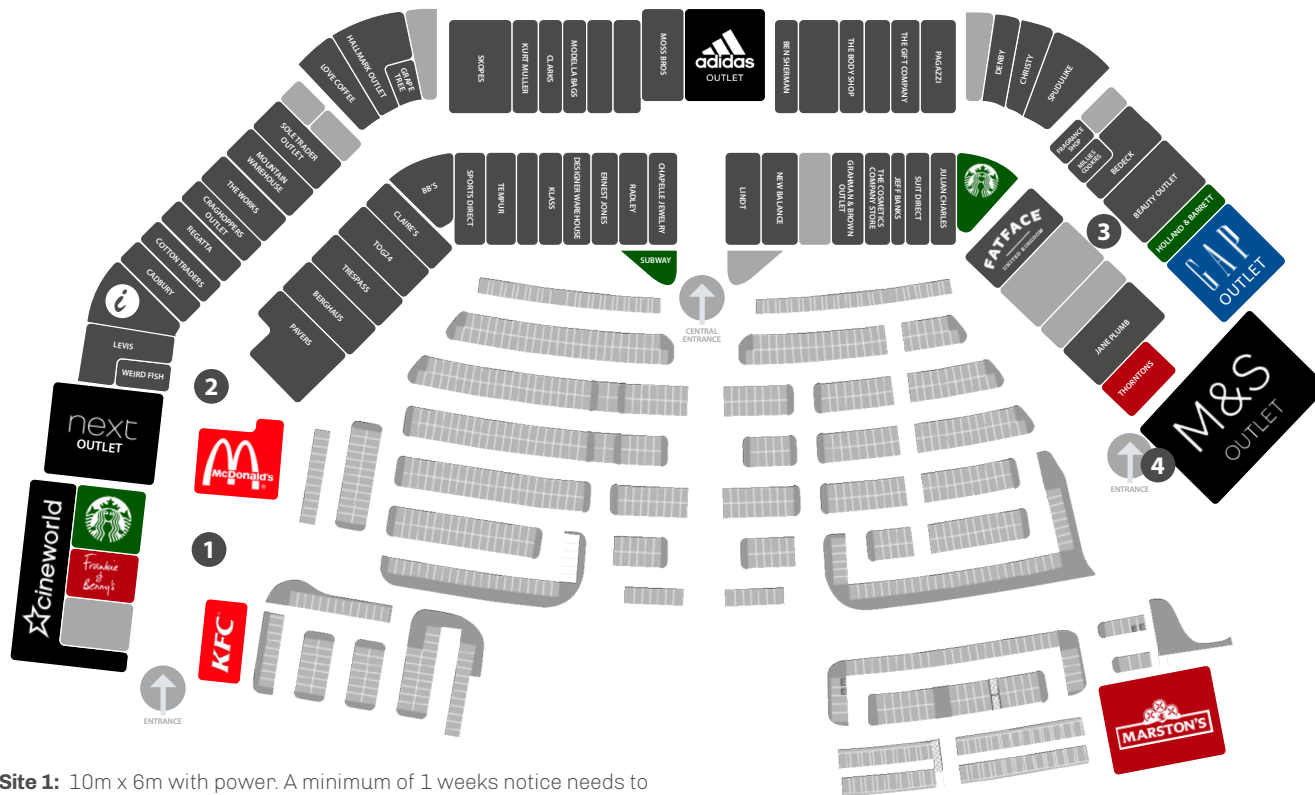 HALLMARK OUTLET
LOVE COFFEE
GRAPE
TREE
SKOPES
KURT MULLER
CLARKS
MODELLA BAGS
MOSS BROS
adidas
OUTLET
BEN SHERMAN
THE BODY SHOP
THE GIFT COMPANY
PAGAZZI
DENBY
CHRISTY
SPUDULIKE
SOLE TRADER
OUTLET
MOUNTAIN
WAREHOUSE
THE WORKS
CRAGHOPPERS
OUTLET
REGATTA
COTTON TRADERS
CADBURY
i
LEVIS
WEIRD FISH
BB'S
CLAIRE'S
TOG24
TRESPASS
BERGHAUS
PAVERS
SPORTS DIRECT
TEMPUR
KLASS
DESIGNER WAREHOUSE
ERNEST JONES
RADLEY
CHAPELLE JEWELRY
SUBWAY
LINDT
NEW BALANCE
GRAHMAN & BROWN
OUTLET
THE COSMETICS
COMPANY STORE
JEFF BANKS
SUIT DIRECT
JULIAN CHARLES
FRAGRANCE
SHOP
MILLIES
COOKIES
BEDECK
BEAUTY OUTLET
HOLLAND & BARRETT
GAP
OUTLET
FATFACE
UNITED KINGDOM
3
JANE PLUMB
THORNTONS
M&S
OUTLET
4
ENTRANCE
CENTRAL
ENTRANCE
2
next
OUTLET
McDonald's
cineworld
Frankie
&
Benny's
1
KFC
ENTRANCE
MARSTON'S
Site 1: 10m x 6m with power. A minimum of 1 weeks notice needs to